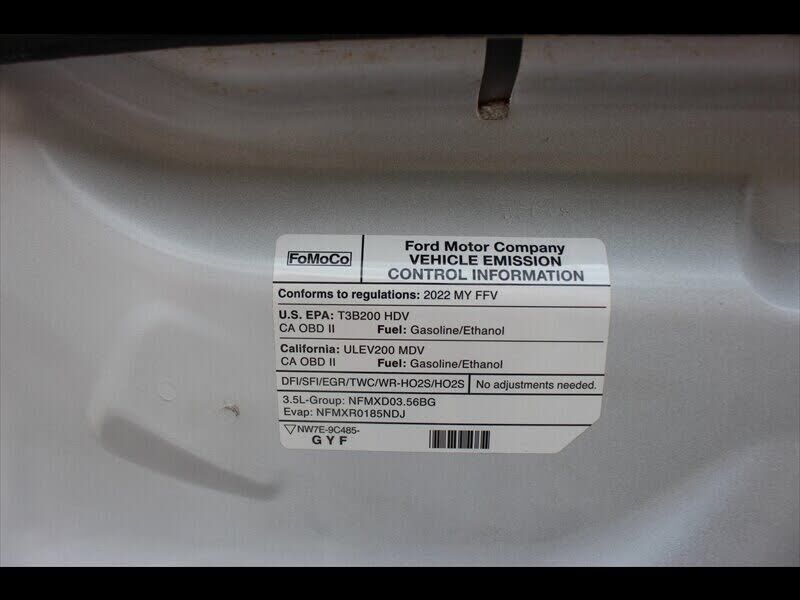 FoMoCo
Ford Motor Company
VEHICLE EMISSION
CONTROL INFORMATION
Conforms to regulations: 2022 MY FFV
U.S. EPA: T3B200 HDV
CA OBD II Fuel: Gasoline/Ethanol
California: ULEV200 MDV
CA OBD II Fuel: Gasoline/Ethanol
DFI/SFI/EGR/TWC/WR-HO2S/HO2S No adjustments needed.
3.5L-Group: NFMXD03.56BG
Evap: NFMXR0185NDJ
NW7E-9C485-
G Y F